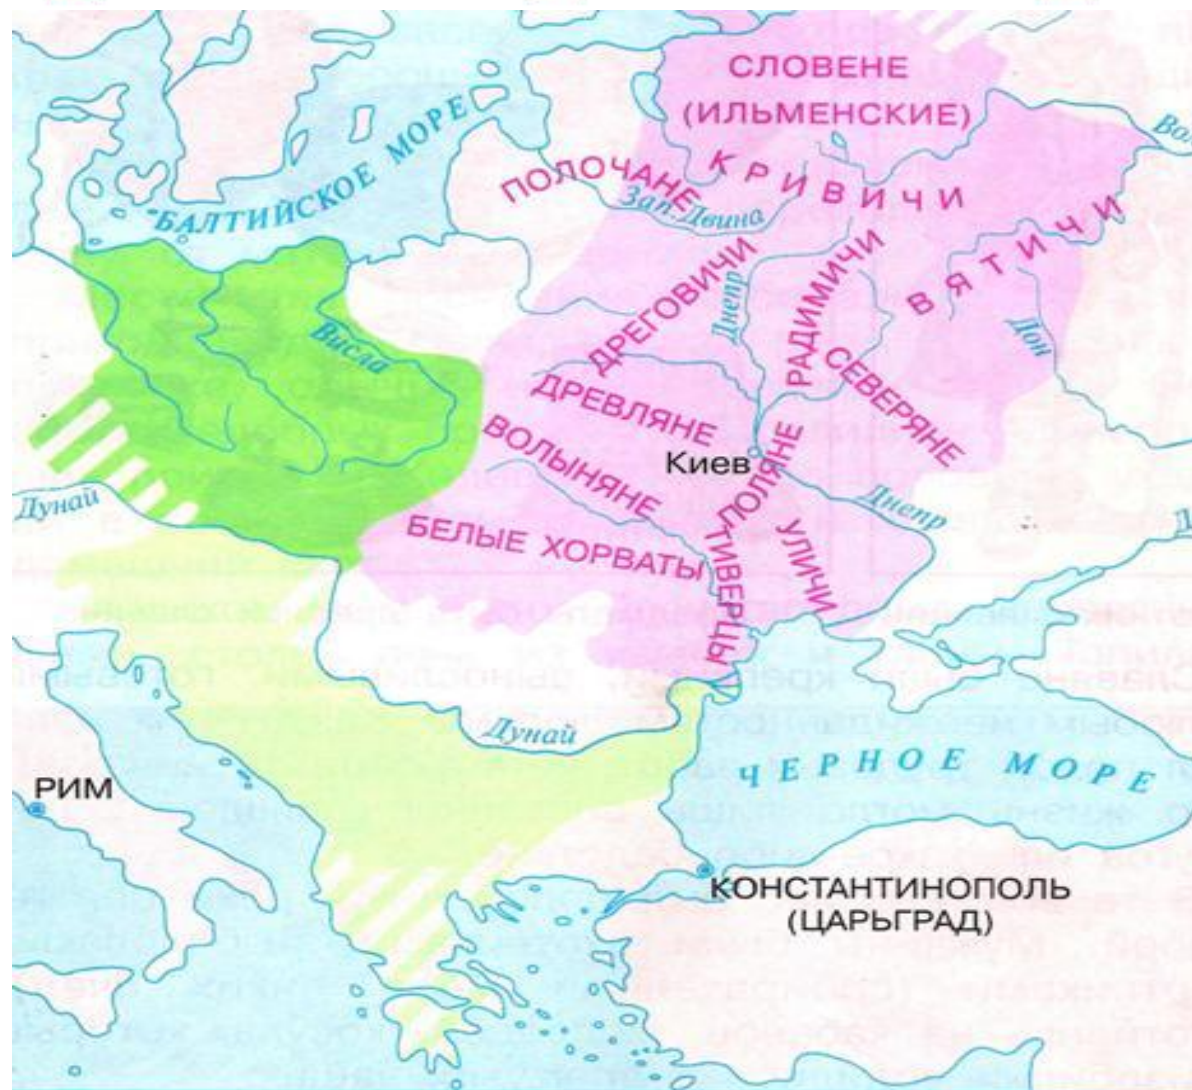 СЛОВЕНЕ
(ИЛЬМЕНСКИЕ)
БАЛТИЙСКОЕ МОРЕ
ПОЛОЧАНЕ
КРИВИЧИ
Зап. Двина
ВЯТИЧИ
ДРЕГОВИЧИ
Днепр
РАДИМИЧИ
Дон
Висла
СЕВЕРЯНЕ
ДРЕВЛЯНЕ
ВОЛЫНЯНЕ
Киев
ПОЛЯНЕ
Дунай
Днепр
БЕЛЫЕ ХОРВАТЫ
ТИВЕРЦЫ
УЛИЧИ
Дунай
ЧЕРНОЕ МОРЕ
РИМ
КОНСТАНТИНОПОЛЬ
(ЦАРЬГРАД)